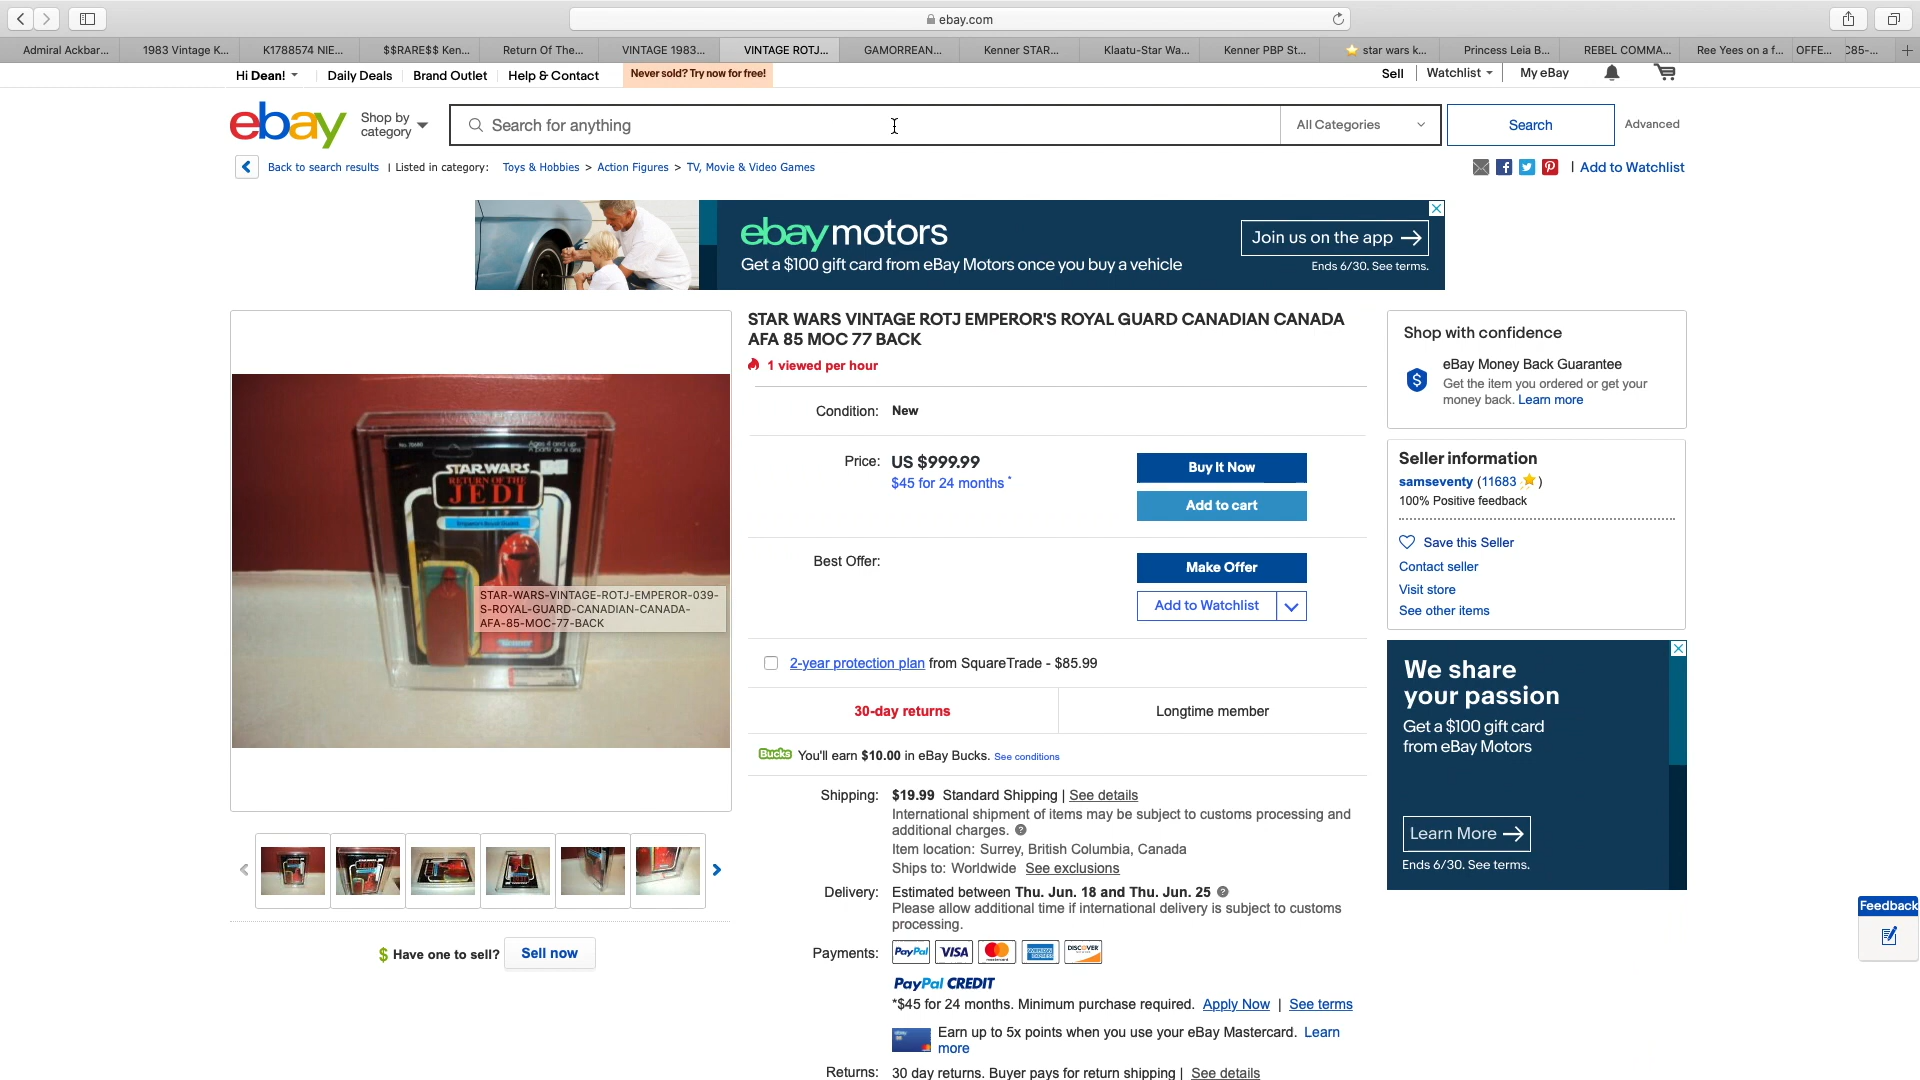 ebay.com
Admiral Ackbar...
1983 Vintage K...
K1788574 NIE...
$$RARE$$ Ken...
Return Of The...
VINTAGE 1983...
VINTAGE ROTJ...
GAMORREAN...
Kenner STAR...
Klaatu-Star Wa...
Kenner PBP St...
star wars k...
Princess Leia B...
REBEL COMMA...
Ree Yees on a f...
OFFE...
Hi Dean!
Daily Deals
Brand Outlet
Help & Contact
Never sold? Try now for free!
Sell
Watchlist
My eBay
ebay
Shop by category
Search for anything
All Categories
Search
Advanced
Back to search results | Listed in category: Toys & Hobbies > Action Figures > TV, Movie & Video Games
| Add to Watchlist
ebaymotors
Get a $100 gift card from eBay Motors once you buy a vehicle
Join us on the app →
Ends 6/30. See terms.
STAR WARS VINTAGE ROTJ EMPEROR'S ROYAL GUARD CANADIAN CANADA
AFA 85 MOC 77 BACK
1 viewed per hour
Condition: New
Price: US $999.99
$45 for 24 months *
Buy It Now
Add to cart
Best Offer:
Make Offer
Add to Watchlist
2-year protection plan from SquareTrade - $85.99
30-day returns
Longtime member
Bucks You'll earn $10.00 in eBay Bucks. See conditions
Shipping: $19.99 Standard Shipping | See details
International shipment of items may be subject to customs processing and
additional charges.
Item location: Surrey, British Columbia, Canada
Ships to: Worldwide See exclusions
Delivery: Estimated between Thu. Jun. 18 and Thu. Jun. 25
Please allow additional time if international delivery is subject to customs
processing.
Payments: PayPal VISA mastercard DISCOVER
PayPal CREDIT
*$45 for 24 months. Minimum purchase required. Apply Now | See terms
Earn up to 5x points when you use your eBay Mastercard. Learn
more
Returns: 30 day returns. Buyer pays for return shipping | See details
Ages 4 and up
STAR WARS
RETURN OF THE
JEDI
Emperor's Royal Guard
Kenner
STAR-WARS-VINTAGE-ROTJ-EMPEROR-039-
S-ROYAL-GUARD-CANADIAN-CANADA-
AFA-85-MOC-77-BACK
$ Have one to sell? Sell now
Shop with confidence
eBay Money Back Guarantee
Get the item you ordered or get your
money back. Learn more
Seller information
samseventy (11683)
100% Positive feedback
Save this Seller
Contact seller
Visit store
See other items
We share
your passion
Get a $100 gift card
from eBay Motors
Learn More →
Ends 6/30. See terms.
Feedback